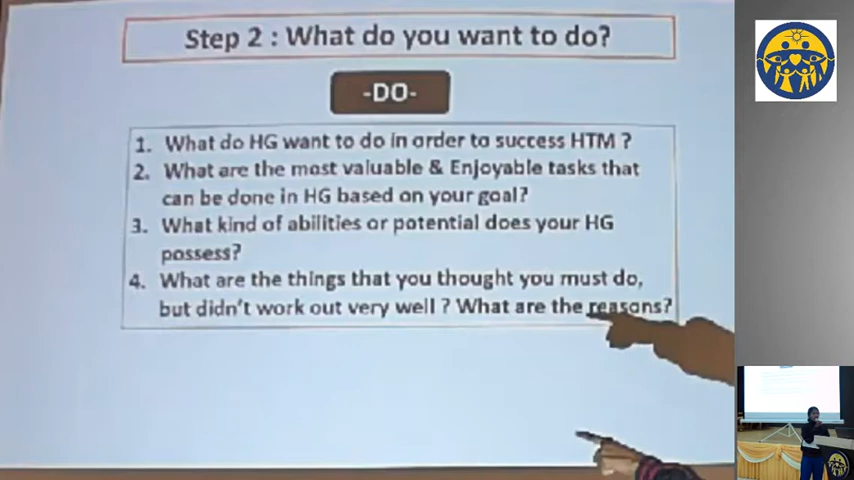 Step 2 : What do you want to do?
-DO-
1. What do HG want to do in order to success HTM ?
2. What are the most valuable & Enjoyable tasks that
can be done in HG based on your goal?
3. What kind of abilities or potential does your HG
possess?
4. What are the things that you thought you must do,
but didn't work out very well ? What are the reasons?